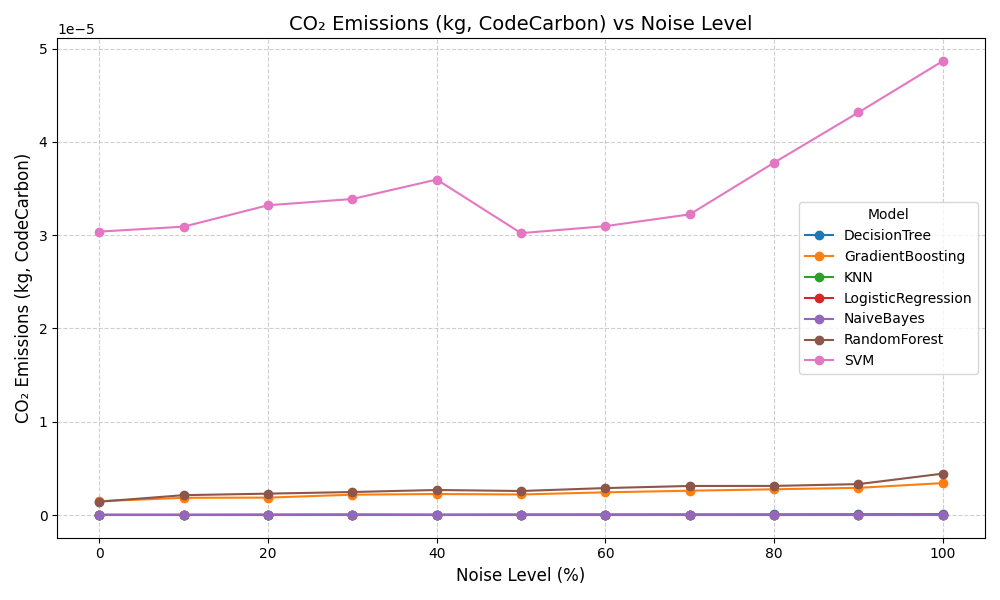 CO₂ Emissions (kg, CodeCarbon) vs Noise Level
1e−5
5
4
3
2
1
0
CO₂ Emissions (kg, CodeCarbon)
Model
DecisionTree
GradientBoosting
KNN
LogisticRegression
NaiveBayes
RandomForest
SVM
0 20 40 60 80 100
Noise Level (%)